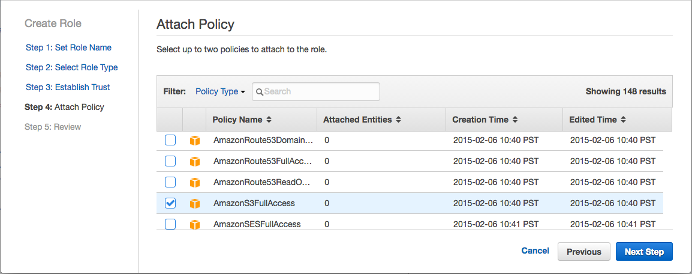 Create Role
Step 1: Set Role Name
Step 2: Select Role Type
Step 3: Establish Trust
Step 4: Attach Policy
Step 5: Review
Attach Policy
Select up to two policies to attach to the role.
Filter: Policy Type Search Showing 148 results
Policy Name Attached Entities Creation Time Edited Time
AmazonRoute53Domain... 0 2015-02-06 10:40 PST 2015-02-06 10:40 PST
AmazonRoute53FullAcc... 0 2015-02-06 10:40 PST 2015-02-06 10:40 PST
AmazonRoute53ReadO... 0 2015-02-06 10:40 PST 2015-02-06 10:40 PST
AmazonS3FullAccess 0 2015-02-06 10:40 PST 2015-02-06 10:40 PST
AmazonSESFullAccess 0 2015-02-06 10:41 PST 2015-02-06 10:41 PST
Cancel Previous Next Step